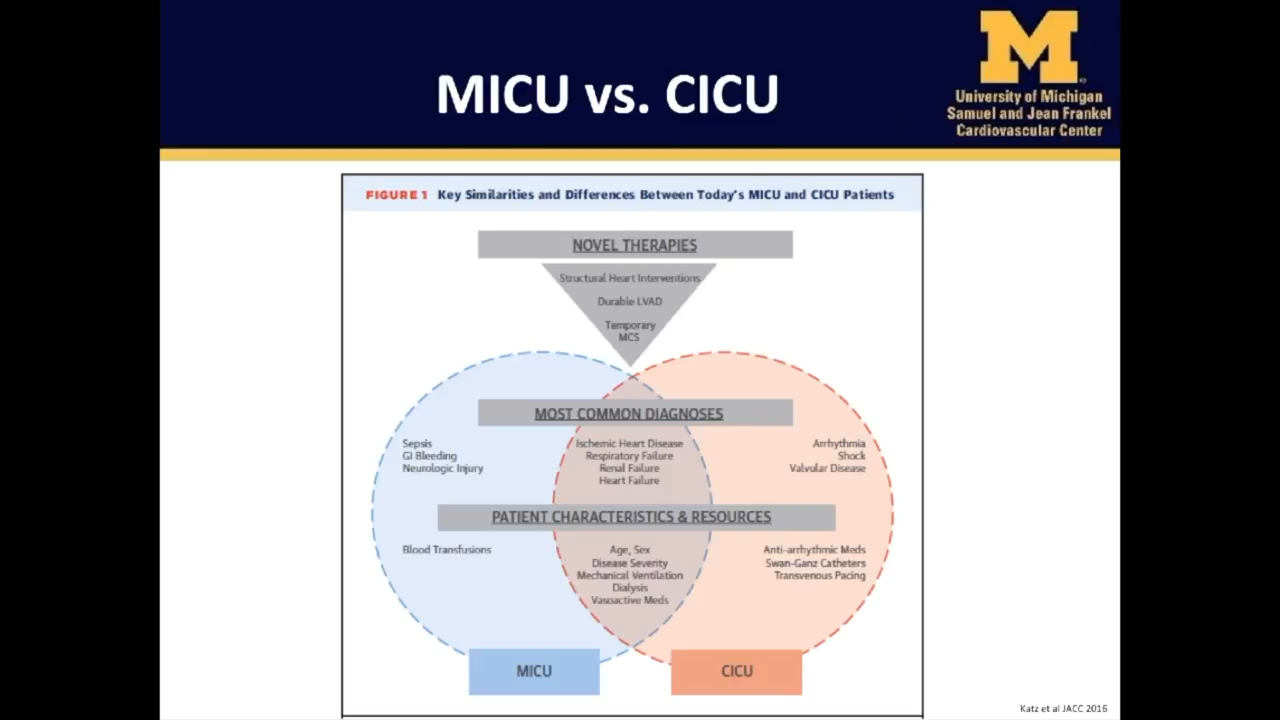 MICU vs. CICU
M
University of Michigan
Samuel and Jean Frankel
Cardiovascular Center
FIGURE 1 Key Similarities and Differences Between Today's MICU and CICU Patients
NOVEL THERAPIES
Structural Heart Interventions
Durable LVAD
Temporary
MCS
MOST COMMON DIAGNOSES
Sepsis
GI Bleeding
Neurologic Injury
Ischemic Heart Disease
Respiratory Failure
Renal Failure
Heart Failure
Arrhythmia
Shock
Valvular Disease
PATIENT CHARACTERISTICS & RESOURCES
Blood Transfusions
Age, Sex
Disease Severity
Mechanical Ventilation
Dialysis
Vasoactive Meds
Anti-arrhythmic Meds
Swan-Ganz Catheters
Transvenous Pacing
MICU
CICU
Katz et al JACC 2016